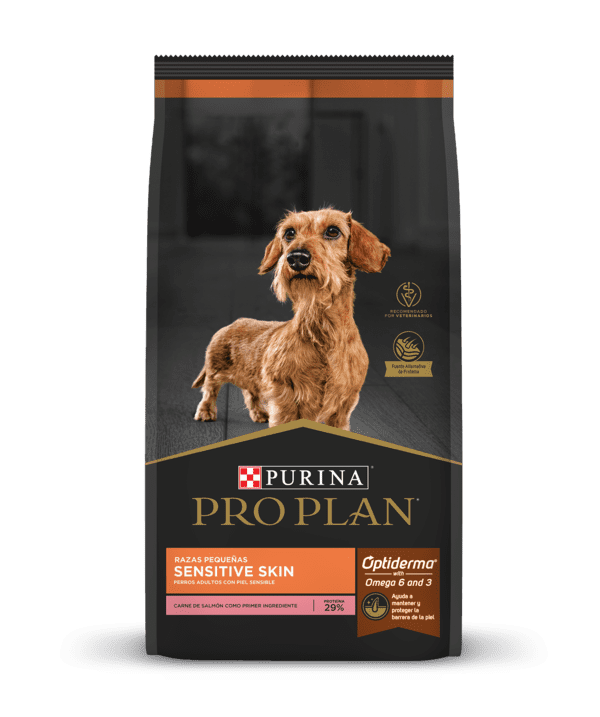 RECOMENDADO
POR VETERINARIOS
Fuente Alternativa
de Proteína
PURINA
PRO PLAN
RAZAS PEQUEÑAS
SENSITIVE SKIN
PERROS ADULTOS CON PIEL SENSIBLE
CARNE DE SALMÓN COMO PRIMER INGREDIENTE
PROTEÍNA
29%
Optiderma®
with
Omega 6 and 3
Ayuda a
mantener y
proteger la
barrera de la piel